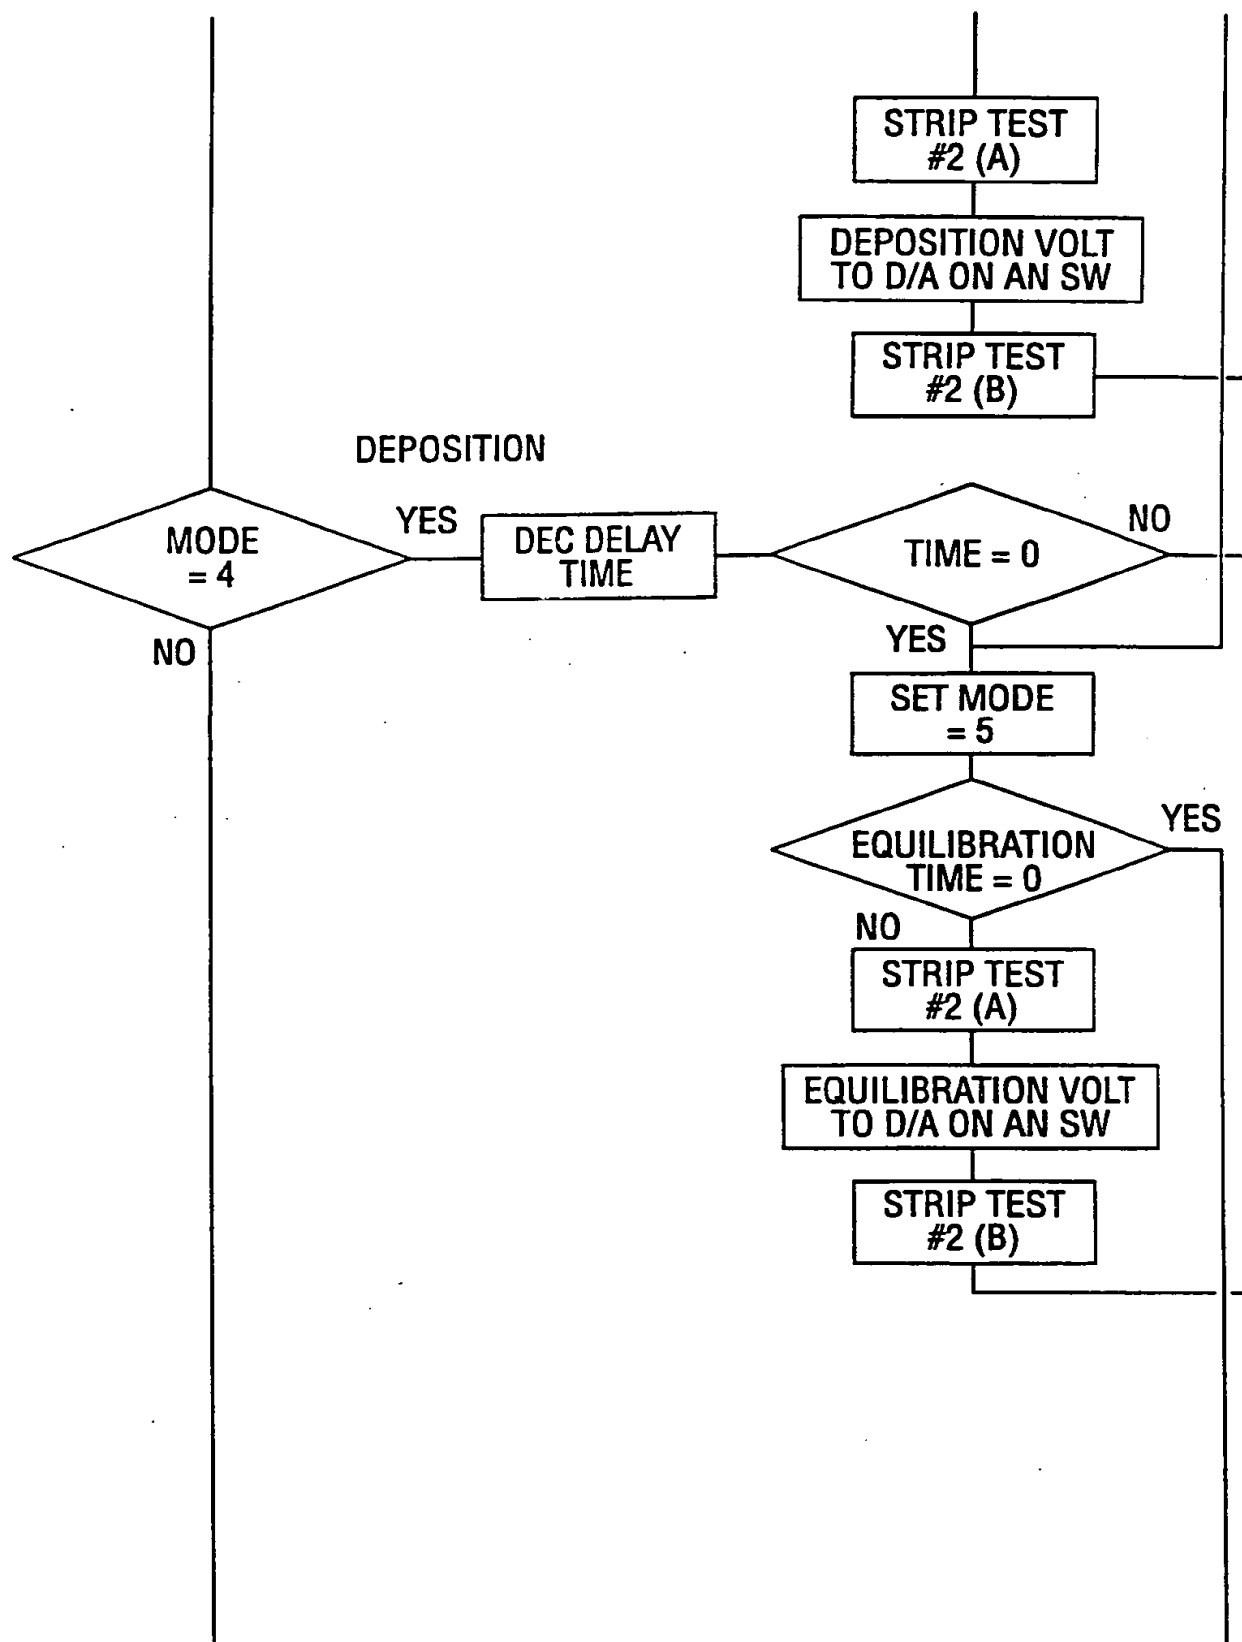 STRIP TEST
#2 (A)
DEPOSITION VOLT
TO D/A ON AN SW
STRIP TEST
#2 (B)
DEPOSITION
MODE
= 4
YES
DEC DELAY
TIME
TIME = 0
NO
NO
YES
SET MODE
= 5
EQUILIBRATION
TIME = 0
YES
NO
STRIP TEST
#2 (A)
EQUILIBRATION VOLT
TO D/A ON AN SW
STRIP TEST
#2 (B)